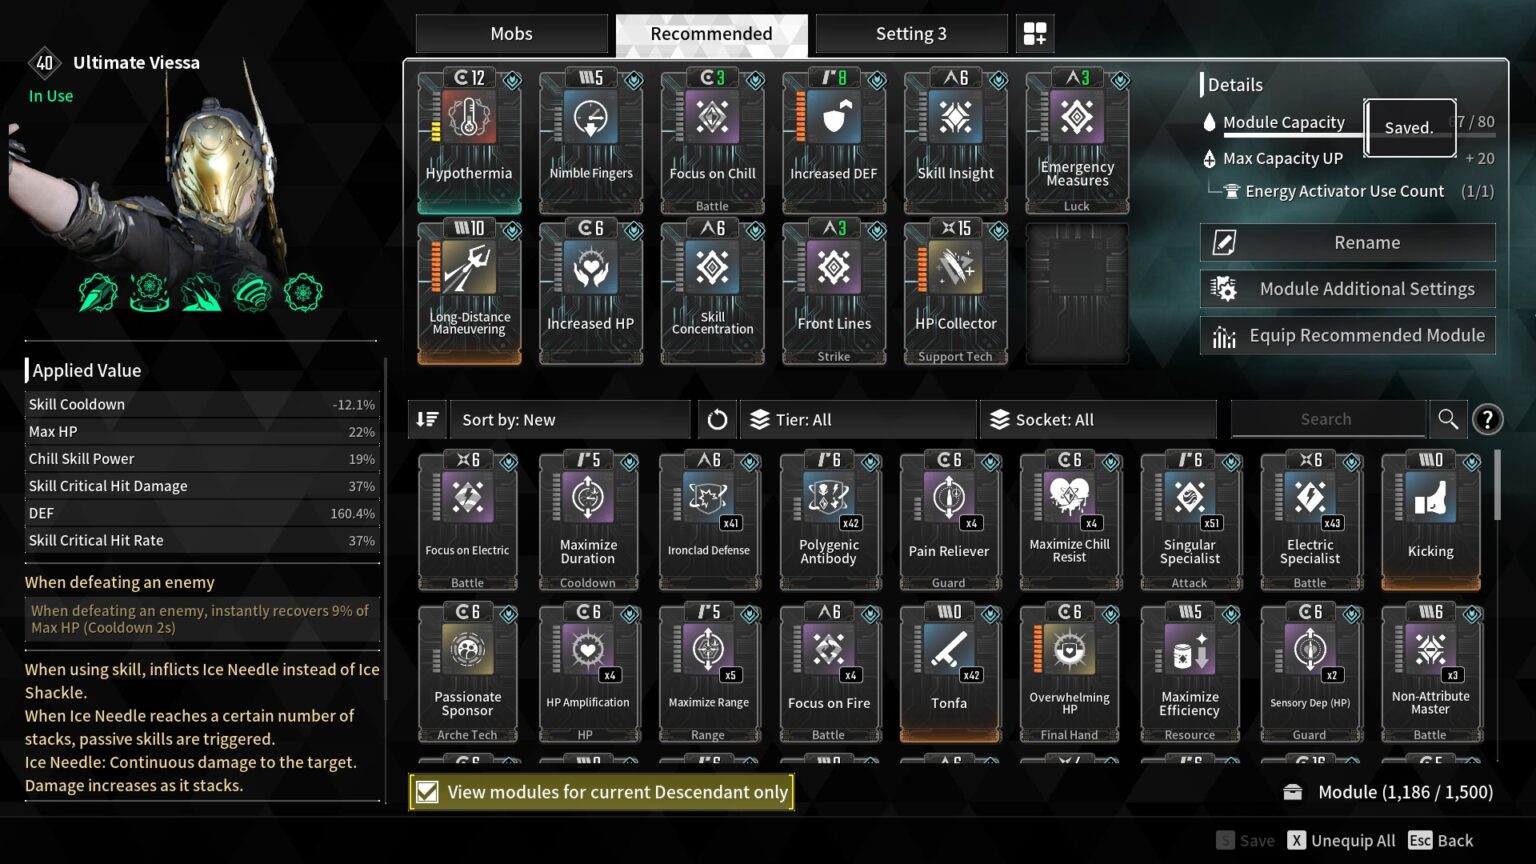 Mobs
Recommended
Setting 3
40 Ultimate Viessa
In Use
12
Hypothermia
5
Nimble Fingers
3
Focus on Chill
Battle
8
Increased DEF
6
Skill Insight
3
Emergency
Measures
Luck
10
Long-Distance
Maneuvering
6
Increased HP
6
Skill
Concentration
3
Front Lines
Strike
15
HP Collector
Support Tech
Details
Module Capacity
7 / 80
Saved.
Max Capacity UP + 20
Energy Activator Use Count (1/1)
Rename
Module Additional Settings
Equip Recommended Module
Applied Value
Skill Cooldown -12.1%
Max HP 22%
Chill Skill Power 19%
Skill Critical Hit Damage 37%
DEF 160.4%
Skill Critical Hit Rate 37%
When defeating an enemy
When defeating an enemy, instantly recovers 9% of
Max HP (Cooldown 2s)
When using skill, inflicts Ice Needle instead of Ice
Shackle.
When Ice Needle reaches a certain number of
stacks, passive skills are triggered.
Ice Needle: Continuous damage to the target.
Damage increases as it stacks.
Sort by: New
Tier: All
Socket: All
Search
?
6
Focus on Electric
Battle
5
Maximize
Duration
Cooldown
6
x41
Ironclad Defense
6
x42
Polygenic
Antibody
6
x4
Pain Reliever
Guard
6
x4
Maximize Chill
Resist
6
x51
Singular
Specialist
Attack
6
x43
Electric
Specialist
Battle
0
Kicking
6
Passionate
Sponsor
Arche Tech
6
x4
HP Amplification
HP
5
x5
Maximize Range
Range
6
x4
Focus on Fire
Battle
0
x42
Tonfa
6
Overwhelming
HP
Final Hand
5
Maximize
Efficiency
Resource
6
x2
Sensory Dep (HP)
Guard
6
x3
Non-Attribute
Master
Battle
View modules for current Descendant only
Module (1,186 / 1,500)
S Save
X Unequip All
Esc Back